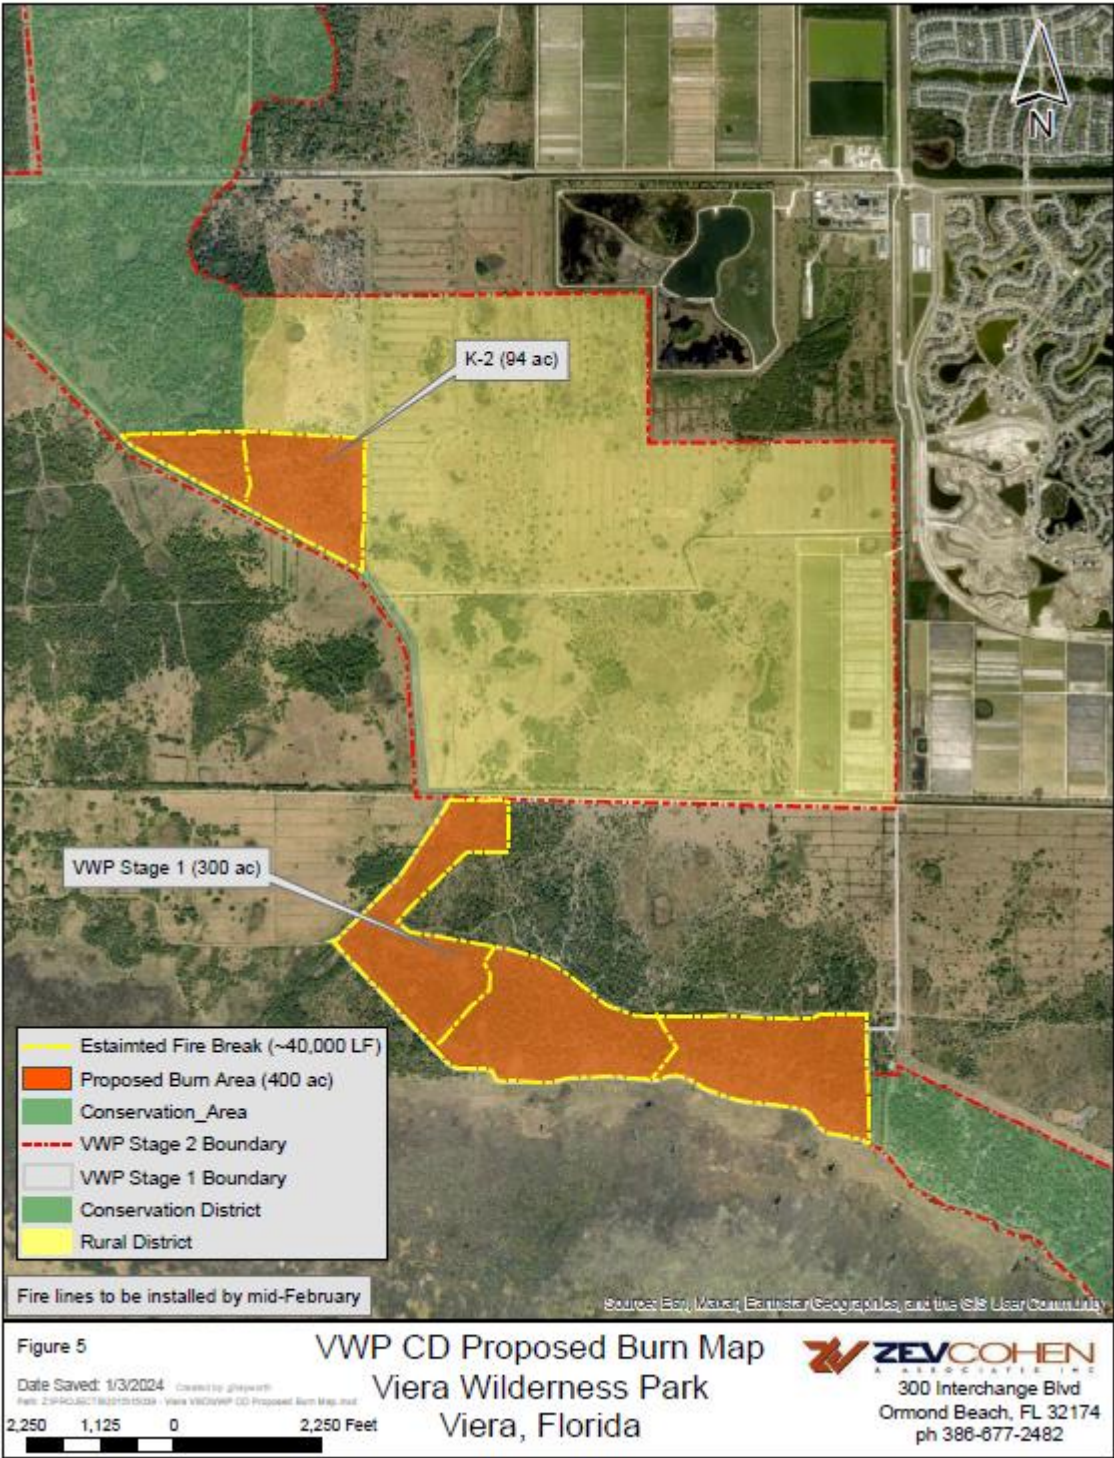 N
K-2 (94 ac)
VWP Stage 1 (300 ac)
Estaimted Fire Break (~40,000 LF)
Proposed Burn Area (400 ac)
Conservation_Area
VWP Stage 2 Boundary
VWP Stage 1 Boundary
Conservation District
Rural District
Fire lines to be installed by mid-February
Source: Esri, Maxar, Earthstar Geographics, and the GIS User Community
Figure 5
Date Saved: 1/3/2024
2,250 1,125 0 2,250 Feet
VWP CD Proposed Burn Map
Viera Wilderness Park
Viera, Florida
ZEVCOHEN
& ASSOCIATES INC
300 Interchange Blvd
Ormond Beach, FL 32174
ph 386-677-2482